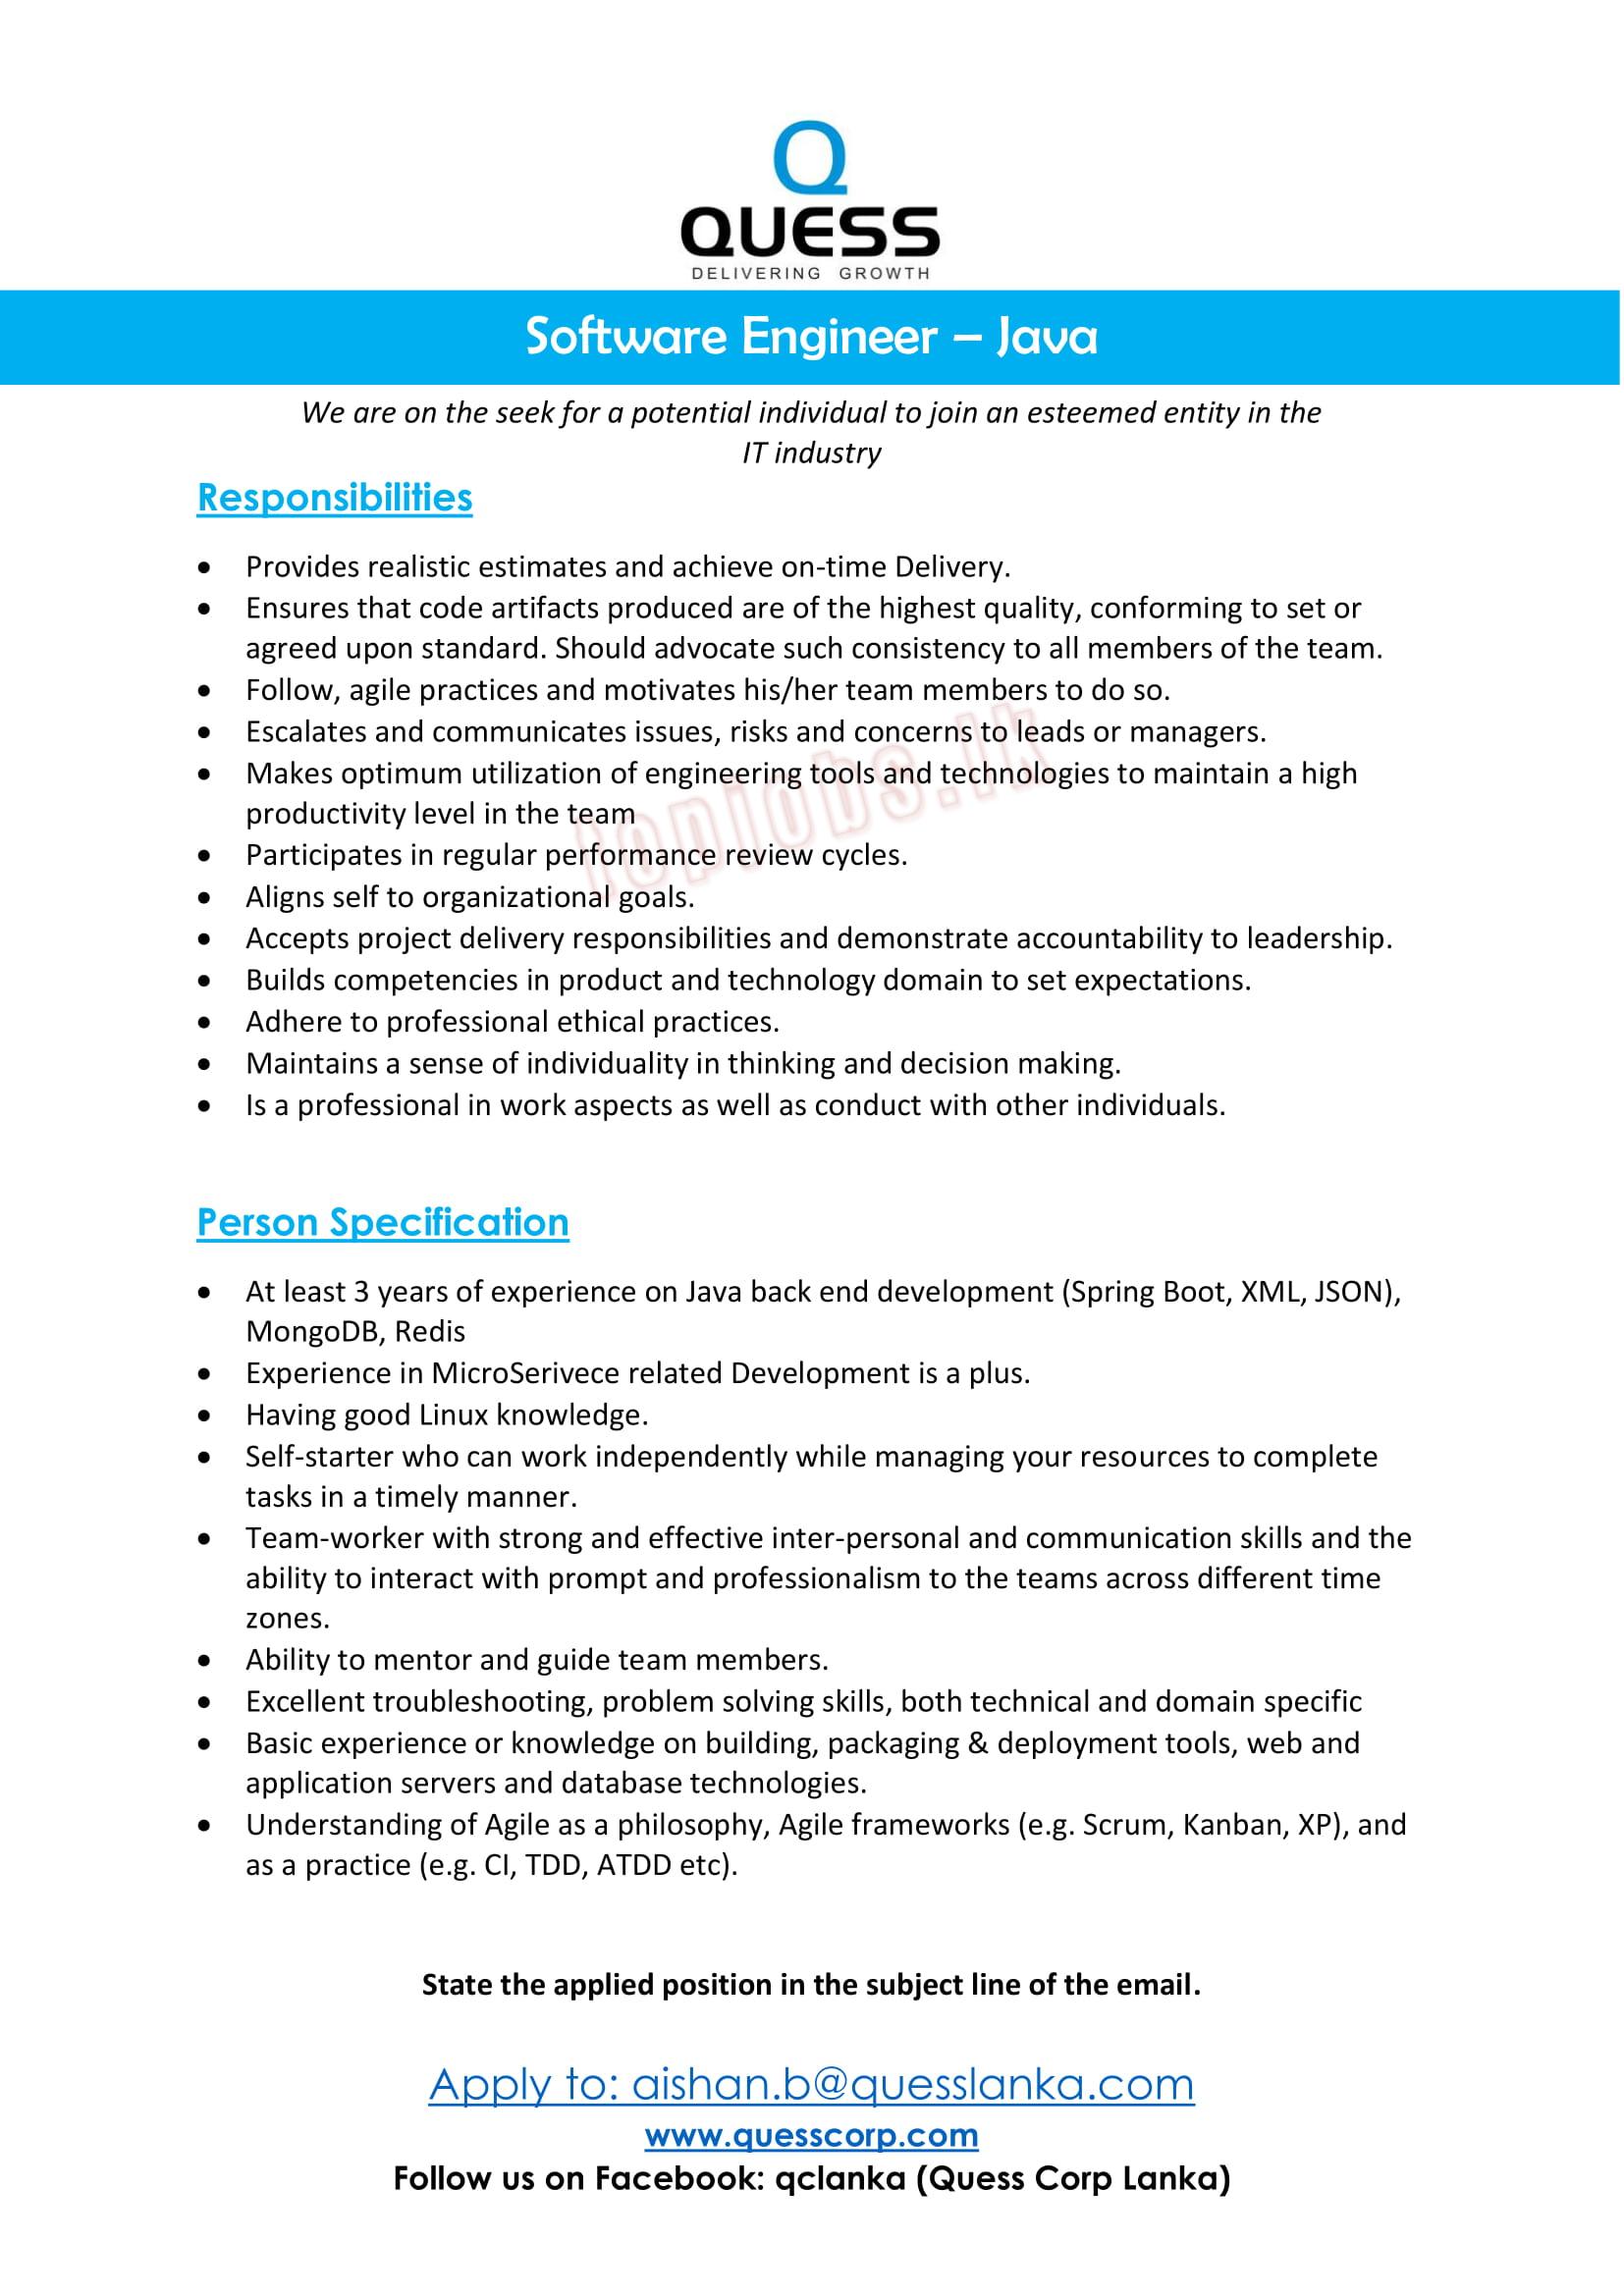 Q
QUESS
DELIVERING GROWTH
Software Engineer – Java
We are on the seek for a potential individual to join an esteemed entity in the
IT industry
Responsibilities
• Provides realistic estimates and achieve on-time Delivery.
• Ensures that code artifacts produced are of the highest quality, conforming to set or
agreed upon standard. Should advocate such consistency to all members of the team.
• Follow, agile practices and motivates his/her team members to do so.
• Escalates and communicates issues, risks and concerns to leads or managers.
• Makes optimum utilization of engineering tools and technologies to maintain a high
productivity level in the team
• Participates in regular performance review cycles.
• Aligns self to organizational goals.
• Accepts project delivery responsibilities and demonstrate accountability to leadership.
• Builds competencies in product and technology domain to set expectations.
• Adhere to professional ethical practices.
• Maintains a sense of individuality in thinking and decision making.
• Is a professional in work aspects as well as conduct with other individuals.
topjobs.lk
Person Specification
• At least 3 years of experience on Java back end development (Spring Boot, XML, JSON),
MongoDB, Redis
• Experience in MicroSerivece related Development is a plus.
• Having good Linux knowledge.
• Self-starter who can work independently while managing your resources to complete
tasks in a timely manner.
• Team-worker with strong and effective inter-personal and communication skills and the
ability to interact with prompt and professionalism to the teams across different time
zones.
• Ability to mentor and guide team members.
• Excellent troubleshooting, problem solving skills, both technical and domain specific
• Basic experience or knowledge on building, packaging & deployment tools, web and
application servers and database technologies.
• Understanding of Agile as a philosophy, Agile frameworks (e.g. Scrum, Kanban, XP), and
as a practice (e.g. CI, TDD, ATDD etc).
State the applied position in the subject line of the email.
Apply to: aishan.b@quesslanka.com
www.quesscorp.com
Follow us on Facebook: qclanka (Quess Corp Lanka)